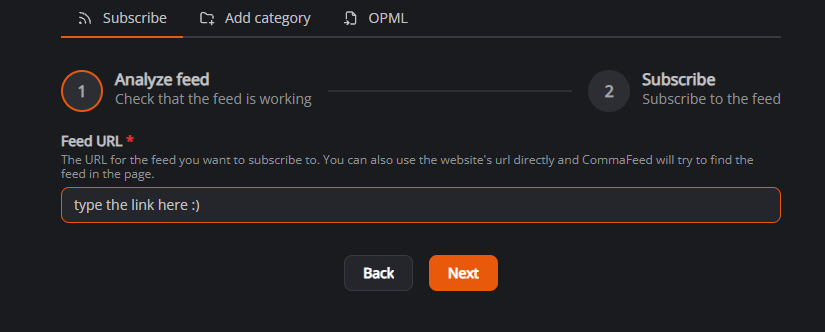 Subscribe Add category OPML
1 Analyze feed 2 Subscribe
Check that the feed is working Subscribe to the feed
Feed URL *
The URL for the feed you want to subscribe to. You can also use the website's url directly and CommaFeed will try to find the
feed in the page.
type the link here :)
Back Next